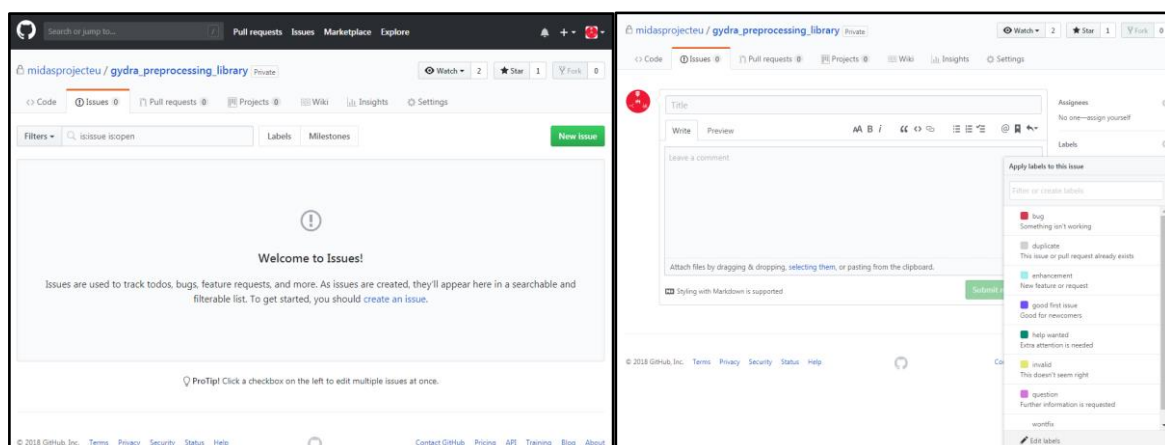 Search or jump to...
/
Pull requests Issues Marketplace Explore
midasprojecteu / gydra_preprocessing_library Private
Watch 2 Star 1 Fork 0
Code Issues 0 Pull requests 0 Projects 0 Wiki Insights Settings
Filters is:issue is:open Labels Milestones New issue
Welcome to Issues!
Issues are used to track todos, bugs, feature requests, and more. As issues are created, they'll appear here in a searchable and
filterable list. To get started, you should create an issue.
ProTip! Click a checkbox on the left to edit multiple issues at once.
© 2018 GitHub, Inc. Terms Privacy Security Status Help Contact GitHub Pricing API Training Blog About
midasprojecteu / gydra_preprocessing_library Private
Watch 2 Star 1 Fork 0
Code Issues 0 Pull requests 0 Projects 0 Wiki Insights Settings
Title
Write Preview
AA B i
Leave a comment
Attach files by dragging & dropping, selecting them, or pasting from the clipboard.
Styling with Markdown is supported
Submit
Assignees
No one—assign yourself
Labels
Apply labels to this issue
Filter or create labels
bug
Something isn't working
duplicate
This issue or pull request already exists
enhancement
New feature or request
good first issue
Good for newcomers
help wanted
Extra attention is needed
invalid
This doesn't seem right
question
Further information is requested
wontfix
Edit labels
© 2018 GitHub, Inc. Terms Privacy Security Status Help